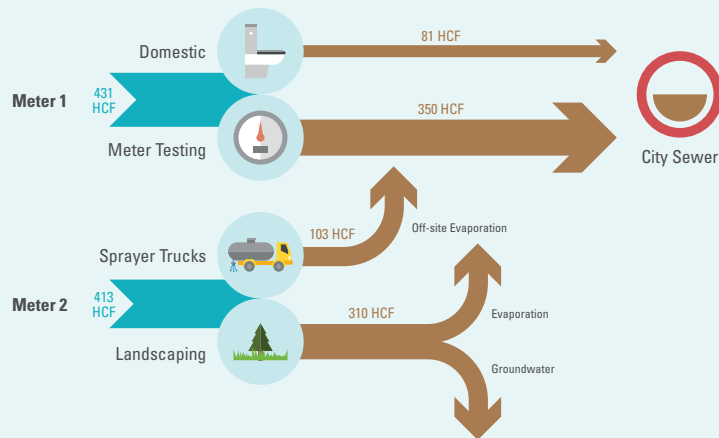 Domestic
81 HCF
Meter 1
431
HCF
350 HCF
Meter Testing
City Sewer
Sprayer Trucks
103 HCF
Off-site Evaporation
Meter 2
413
HCF
310 HCF
Evaporation
Landscaping
Groundwater